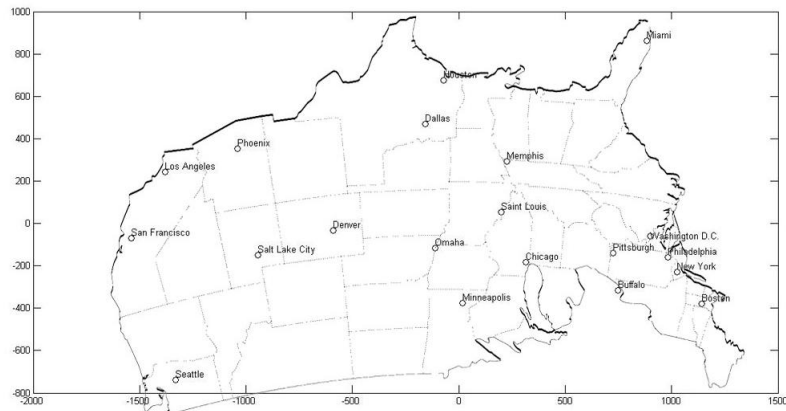 1000
800
600
400
200
0
-200
-400
-600
-800
-2000
-1500
-1000
-500
0
500
1000
1500
Miami
Houston
Dallas
Phoenix
Memphis
Los Angeles
Saint Louis
San Francisco
Denver
Washington D.C.
Omaha
Pittsburgh
Philadelphia
Salt Lake City
Chicago
New York
Buffalo
Minneapolis
Boston
Seattle